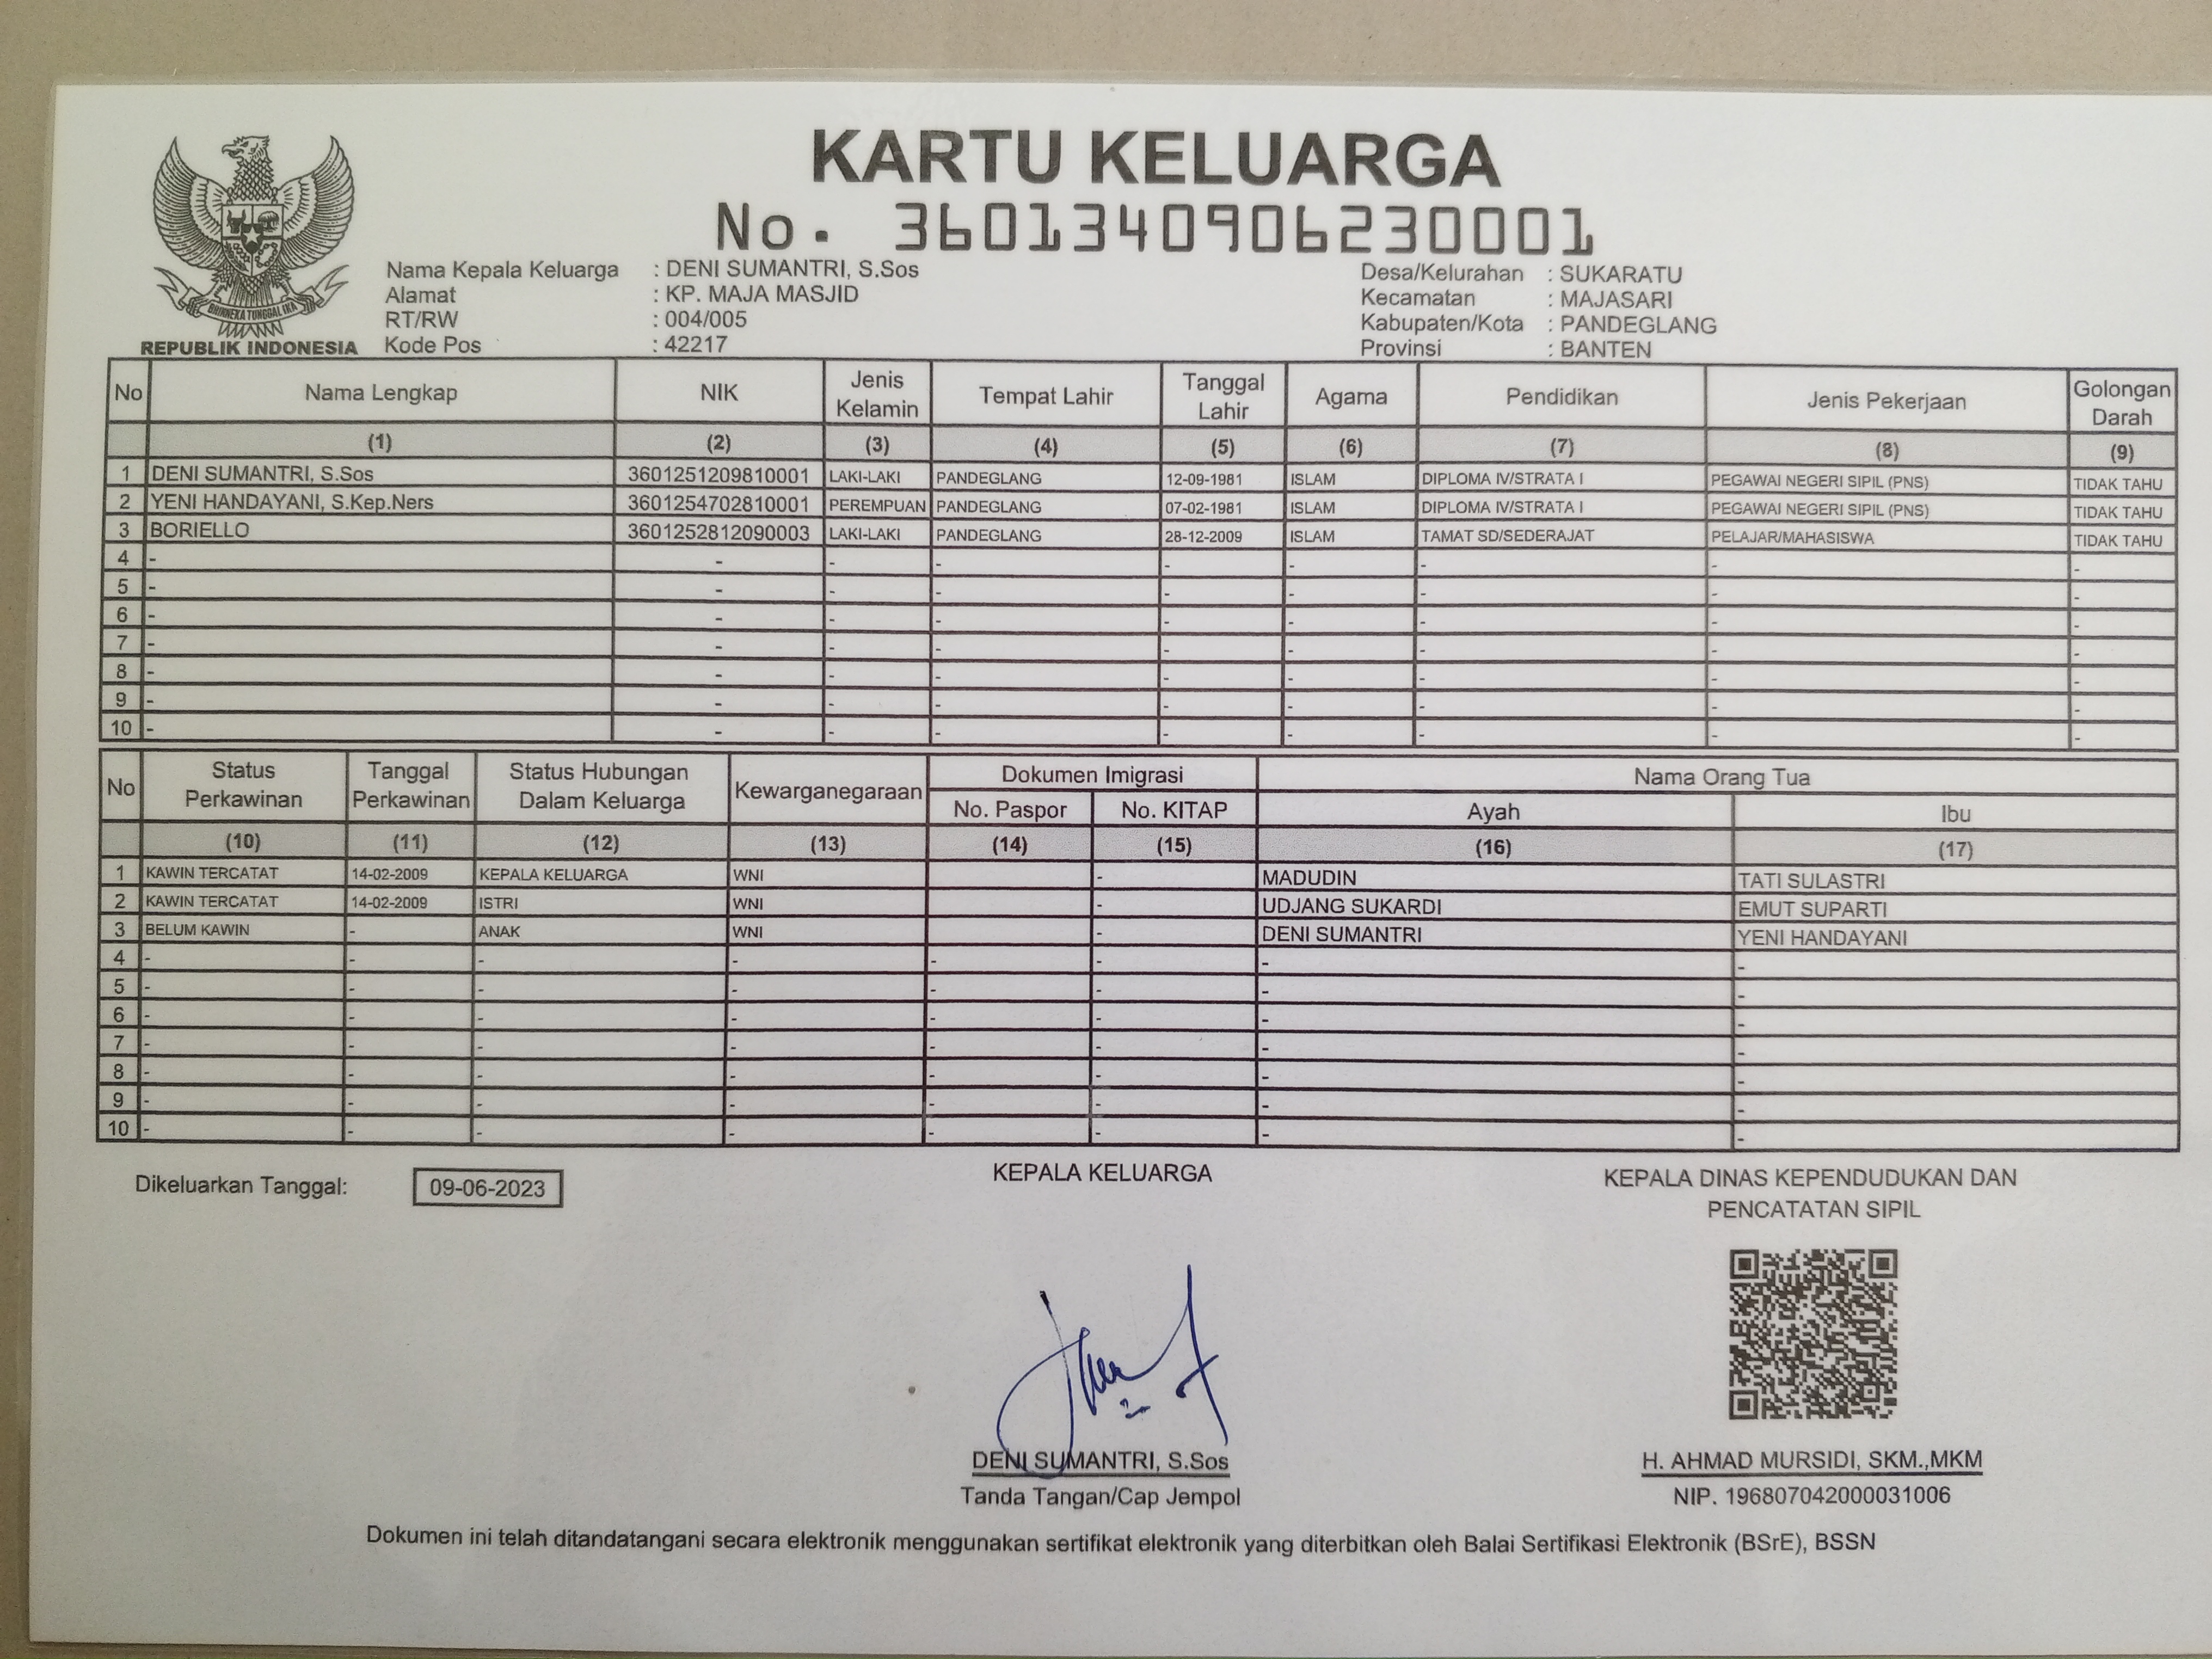 KARTU KELUARGA
No. 3601340906230001
Nama Kepala Keluarga : DENI SUMANTRI, S.Sos
Alamat : KP. MAJA MASJID
RT/RW : 004/005
Kode Pos : 42217
Desa/Kelurahan : SUKARATU
Kecamatan : MAJASARI
Kabupaten/Kota : PANDEGLANG
Provinsi : BANTEN
BHINNEKA TUNGGAL IKA
REPUBLIK INDONESIA
No Nama Lengkap NIK Jenis Kelamin Tempat Lahir Tanggal Lahir Agama Pendidikan Jenis Pekerjaan Golongan Darah
(1) (2) (3) (4) (5) (6) (7) (8) (9)
1 DENI SUMANTRI, S.Sos 3601251209810001 LAKI-LAKI PANDEGLANG 12-09-1981 ISLAM DIPLOMA IV/STRATA I PEGAWAI NEGERI SIPIL (PNS) TIDAK TAHU
2 YENI HANDAYANI, S.Kep.Ners 3601254702810001 PEREMPUAN PANDEGLANG 07-02-1981 ISLAM DIPLOMA IV/STRATA I PEGAWAI NEGERI SIPIL (PNS) TIDAK TAHU
3 BORIELLO 3601252812090003 LAKI-LAKI PANDEGLANG 28-12-2009 ISLAM TAMAT SD/SEDERAJAT PELAJAR/MAHASISWA TIDAK TAHU
4 - - - - - - - - -
5 - - - - - - - - -
6 - - - - - - - - -
7 - - - - - - - - -
8 - - - - - - - - -
9 - - - - - - - - -
10 - - - - - - - - -
No Status Perkawinan Tanggal Perkawinan Status Hubungan Dalam Keluarga Kewarganegaraan Dokumen Imigrasi Nama Orang Tua
No. Paspor No. KITAP Ayah Ibu
(10) (11) (12) (13) (14) (15) (16) (17)
1 KAWIN TERCATAT 14-02-2009 KEPALA KELUARGA WNI - MADUDIN TATI SULASTRI
2 KAWIN TERCATAT 14-02-2009 ISTRI WNI - UDJANG SUKARDI EMUT SUPARTI
3 BELUM KAWIN - ANAK WNI - DENI SUMANTRI YENI HANDAYANI
4 - - - - - - - -
5 - - - - - - - -
6 - - - - - - - -
7 - - - - - - - -
8 - - - - - - - -
9 - - - - - - - -
10 - - - - - - - -
Dikeluarkan Tanggal: 09-06-2023
KEPALA KELUARGA
DENI SUMANTRI, S.Sos
Tanda Tangan/Cap Jempol
KEPALA DINAS KEPENDUDUKAN DAN
PENCATATAN SIPIL
H. AHMAD MURSIDI, SKM.,MKM
NIP. 196807042000031006
Dokumen ini telah ditandatangani secara elektronik menggunakan sertifikat elektronik yang diterbitkan oleh Balai Sertifikasi Elektronik (BSrE), BSSN